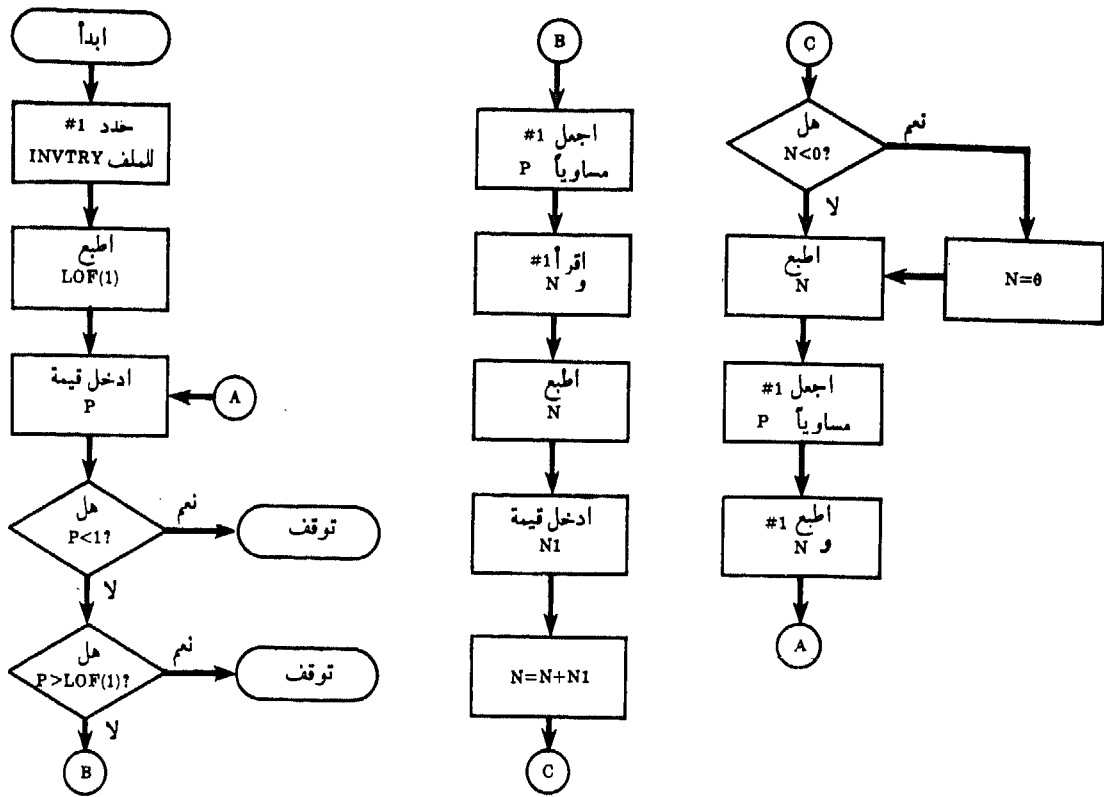 ابدأ
حدد #1
للملف INVTRY
اطبع
LOF(1)
ادخل قيمة
P
A
هل
P<1?
نعم
توقف
لا
هل
P>LOF(1)?
نعم
توقف
لا
B
B
اجعل #1
مساوياً P
اقرأ #1
و N
اطبع
N
ادخل قيمة
N1
N=N+N1
C
C
هل
N<0?
نعم
لا
N=0
اطبع
N
اجعل #1
مساوياً P
اطبع #1
و N
A